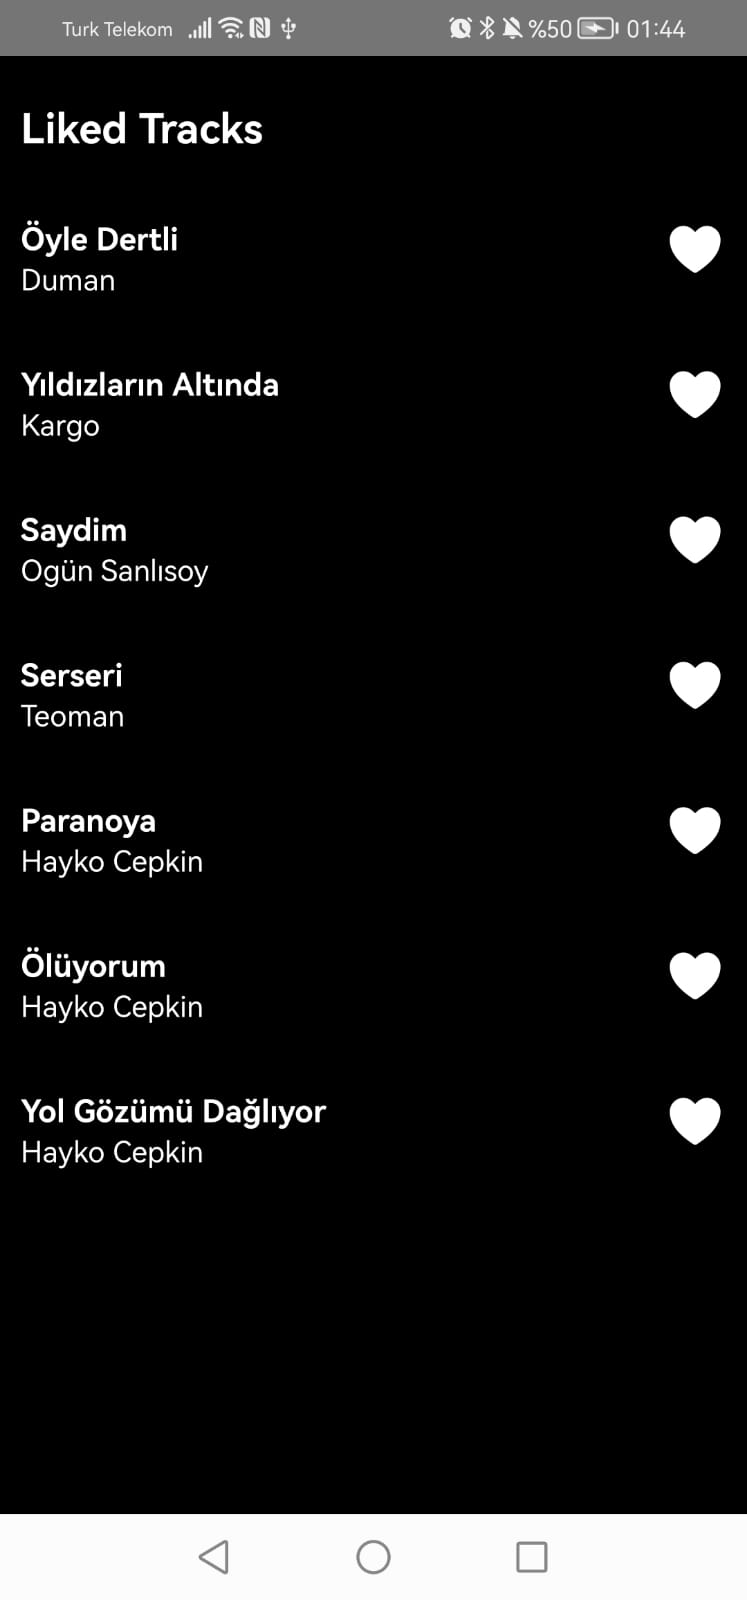 Turk Telekom %50 01:44
Liked Tracks
Öyle Dertli
Duman
Yıldızların Altında
Kargo
Saydim
Ogün Sanlısoy
Serseri
Teoman
Paranoya
Hayko Cepkin
Ölüyorum
Hayko Cepkin
Yol Gözümü Dağlıyor
Hayko Cepkin